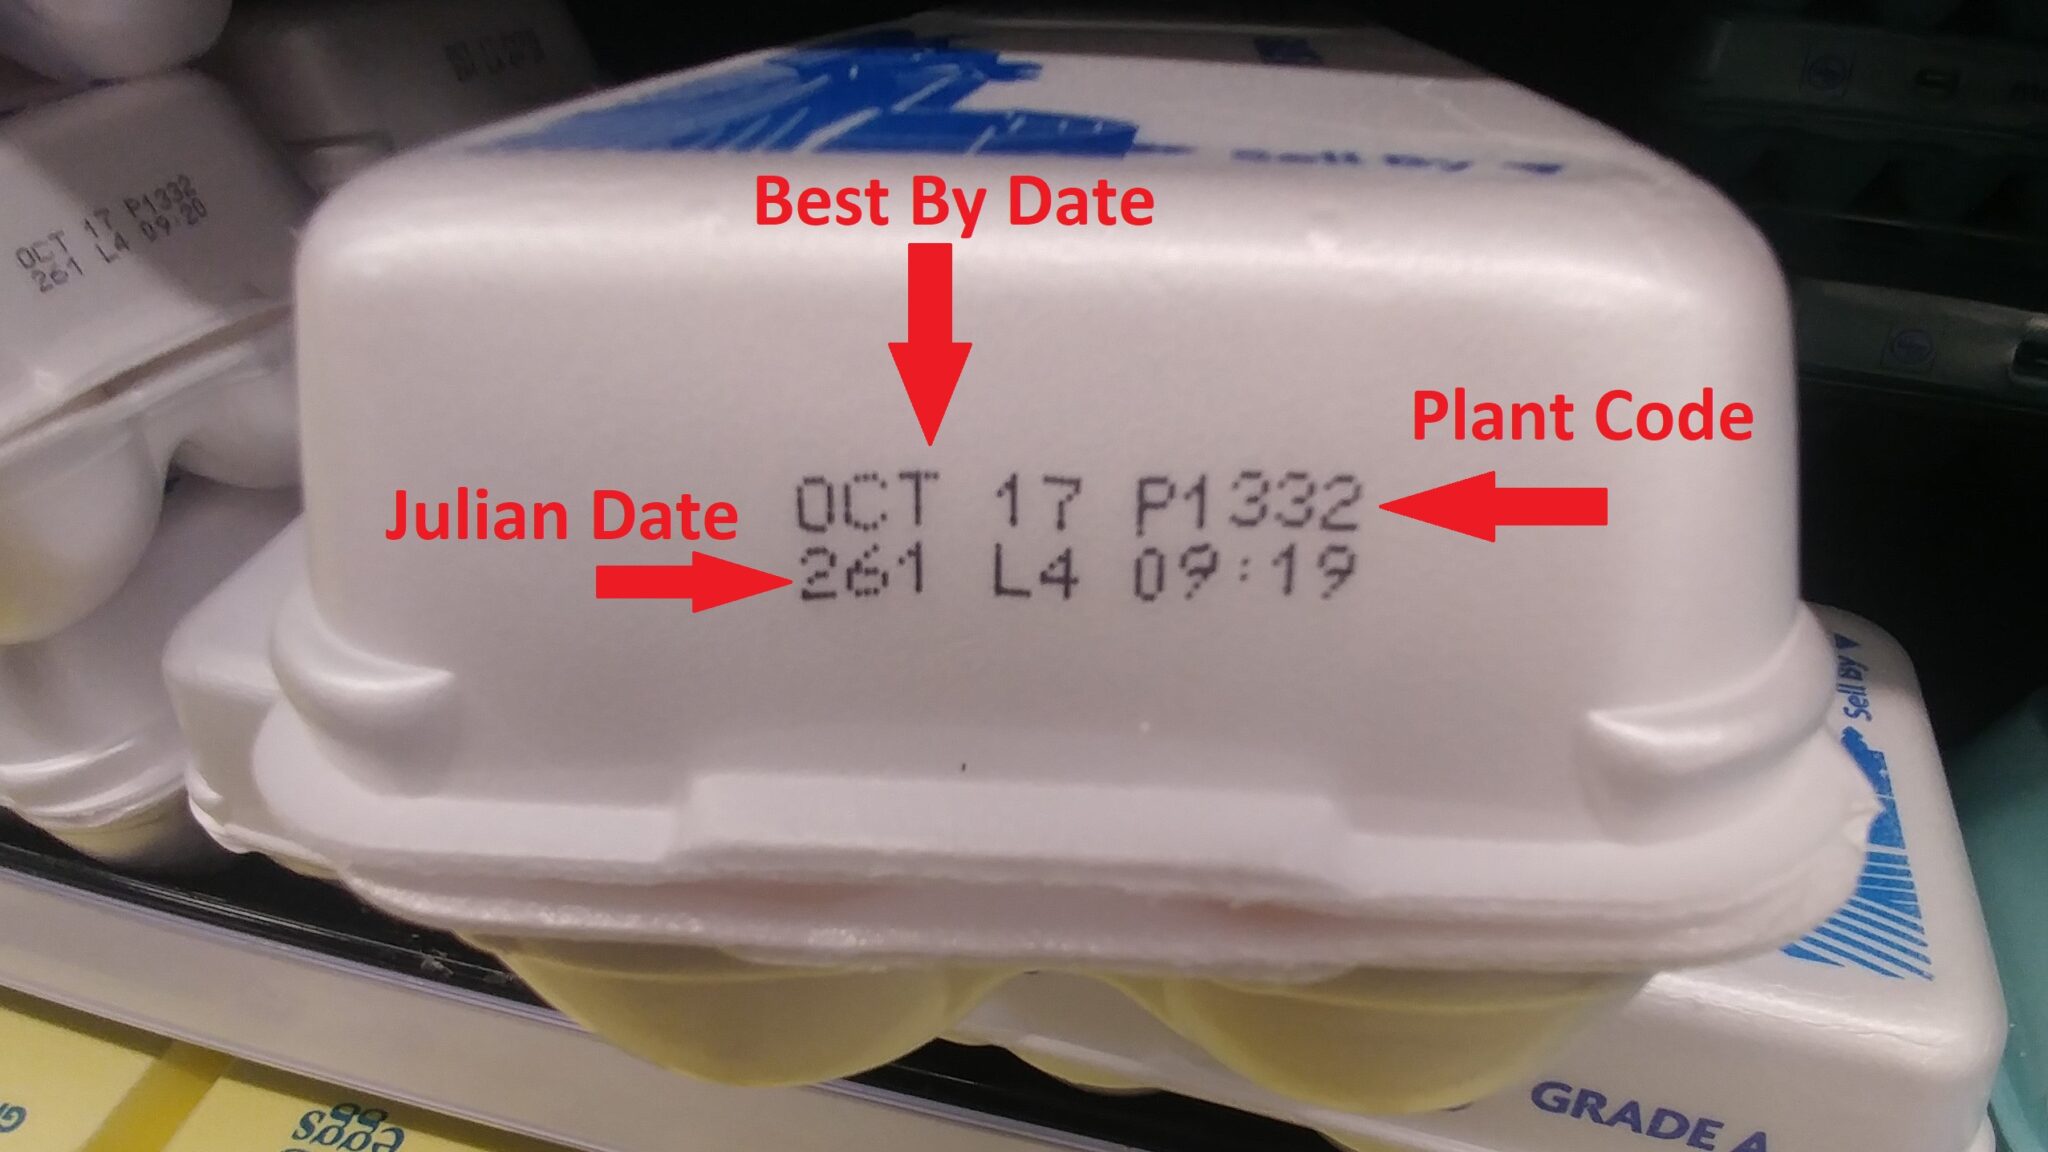 Best By Date
Plant Code
Julian Date
OCT 17 P1332
261 L4 09:19
OCT 17 P1332
261 L4 09:20
Sell By
Sell By
GRADE A
Eggs
G